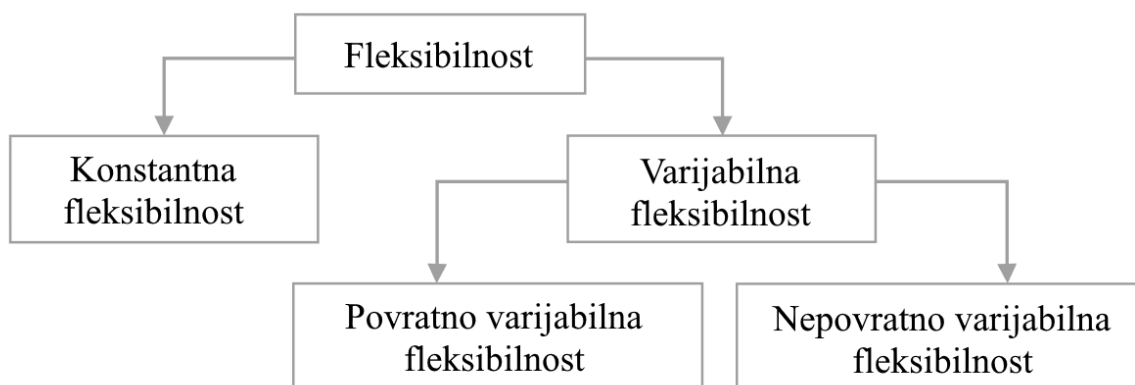 Fleksibilnost
Konstantna
fleksibilnost
Varijabilna
fleksibilnost
Povratno varijabilna
fleksibilnost
Nepovratno varijabilna
fleksibilnost